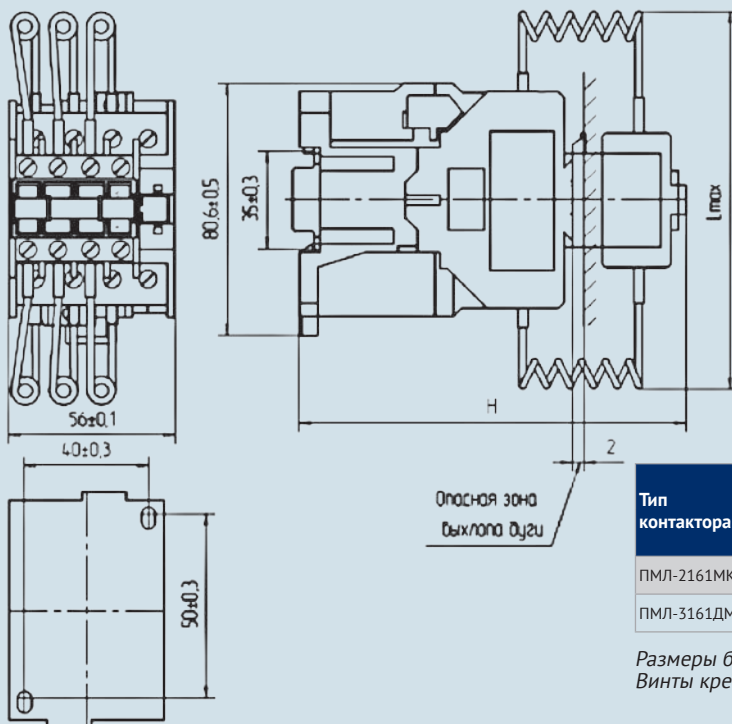 80,6±0,5
35±0,3
Lmax
56±0,1
H
40±0,3
2
Опасная зона
выхлопа дуги
50±0,3
Тип
контактора
ПМЛ-2161МК
ПМЛ-3161ДМ
Размеры б
Винты кре